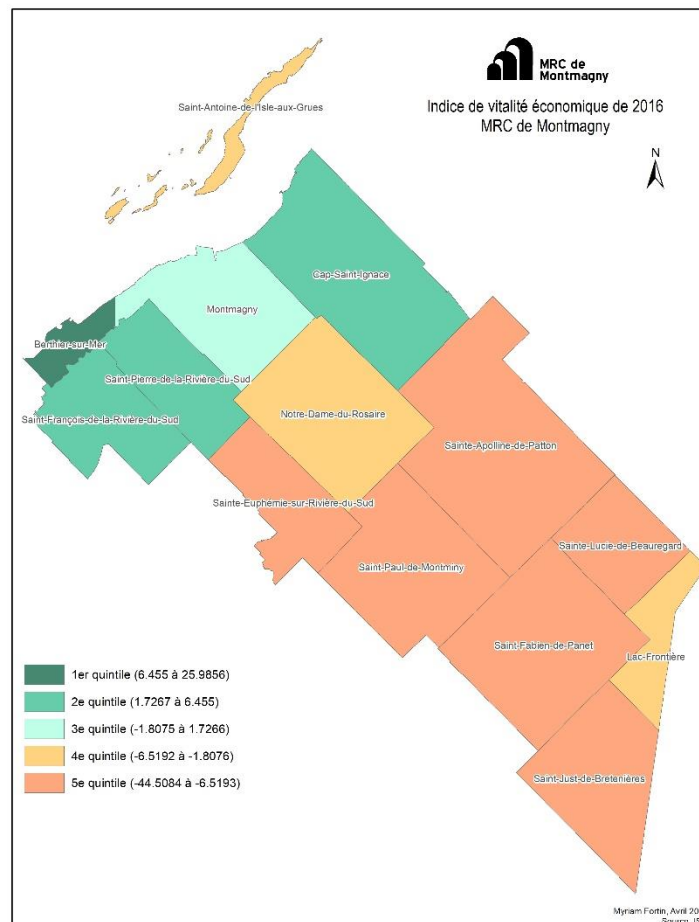 MRC de
Montmagny
Indice de vitalité économique de 2016
MRC de Montmagny
N
Saint-Antoine-de-l'Isle-aux-Grues
Cap-Saint-Ignace
Montmagny
Berthier-sur-Mer
Saint-Pierre-de-la-Rivière-du-Sud
Saint-François-de-la-Rivière-du-Sud
Notre-Dame-du-Rosaire
Sainte-Apolline-de-Patton
Sainte-Euphémie-sur-Rivière-du-Sud
Sainte-Lucie-de-Beauregard
Saint-Paul-de-Montminy
Saint-Fabien-de-Panet
Lac-Frontière
Saint-Just-de-Bretenières
1er quintile (6.455 à 25.9856)
2e quintile (1.7267 à 6.455)
3e quintile (-1.8075 à 1.7266)
4e quintile (-6.5192 à -1.8076)
5e quintile (-44.5084 à -6.5193)
Myriam Fortin, Avril 20